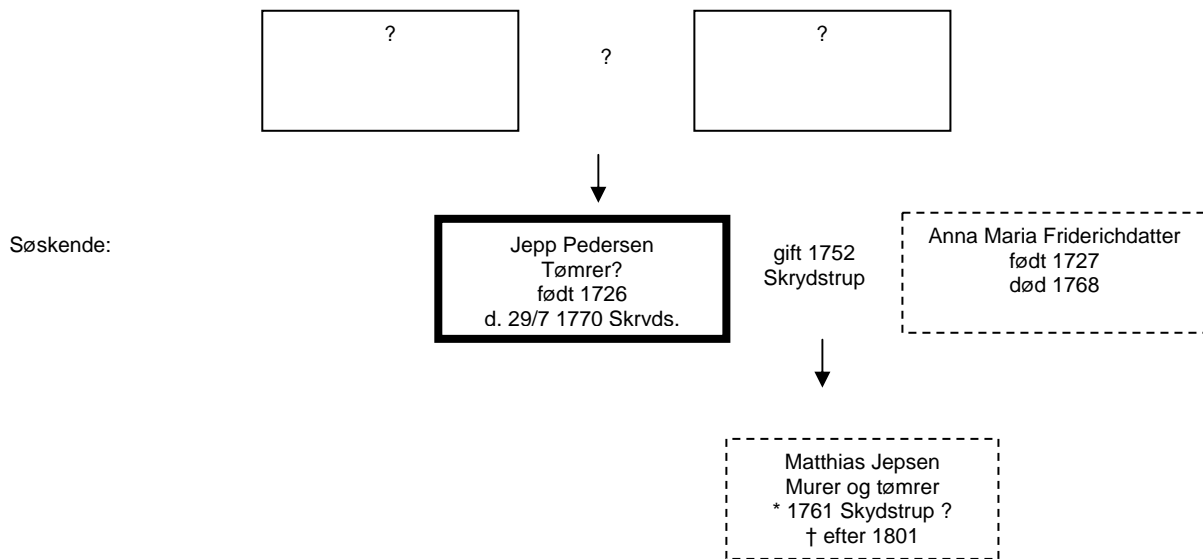 ?
?
?
Søskende:
Jepp Pedersen
Tømrer?
født 1726
d. 29/7 1770 Skrvds.
gift 1752
Skrydstrup
Anna Maria Friderichdatter
født 1727
død 1768
Matthias Jepsen
Murer og tømrer
* 1761 Skydstrup ?
† efter 1801